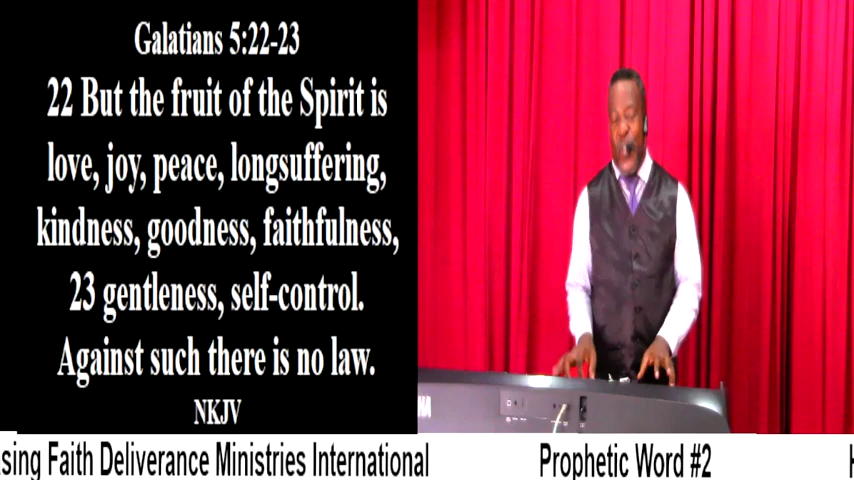 Galatians 5:22-23
22 But the fruit of the Spirit is
love, joy, peace, longsuffering,
kindness, goodness, faithfulness,
23 gentleness, self-control.
Against such there is no law.
NKJV
sing Faith Deliverance Ministries International Prophetic Word #2 H